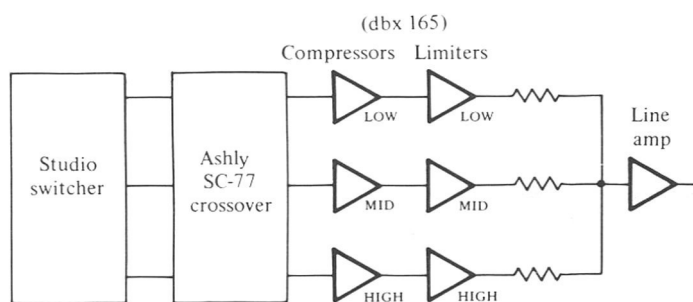 (dbx 165)
Compressors Limiters
LOW LOW
Line
amp
Studio
switcher
Ashly
SC-77
crossover
MID MID
HIGH HIGH